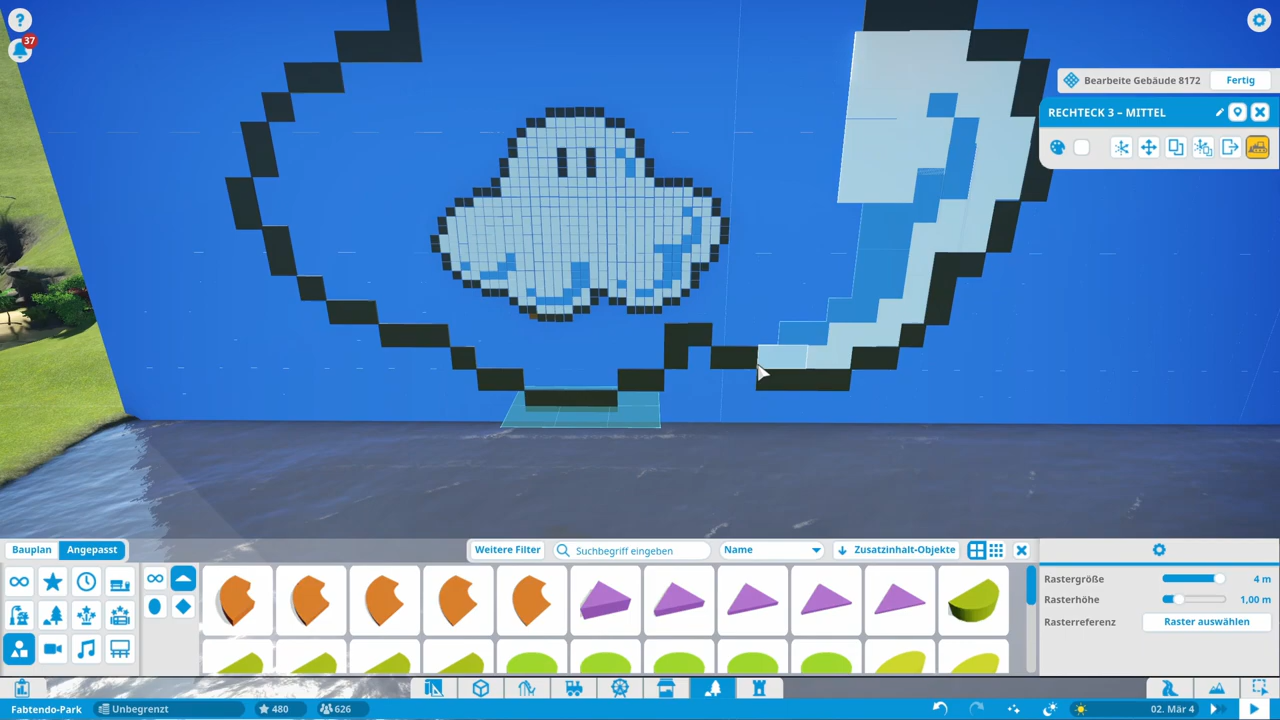 ?
37
Bearbeite Gebäude 8172
Fertig
RECHTECK 3 – MITTEL
Bauplan
Angepasst
Weitere Filter
Suchbegriff eingeben
Name
Zusatzinhalt-Objekte
Rastergröße
4 m
Rasterhöhe
1,00 m
Rasterreferenz
Raster auswählen
Fabtendo-Park
Unbegrenzt
480
626
02. Mär 4